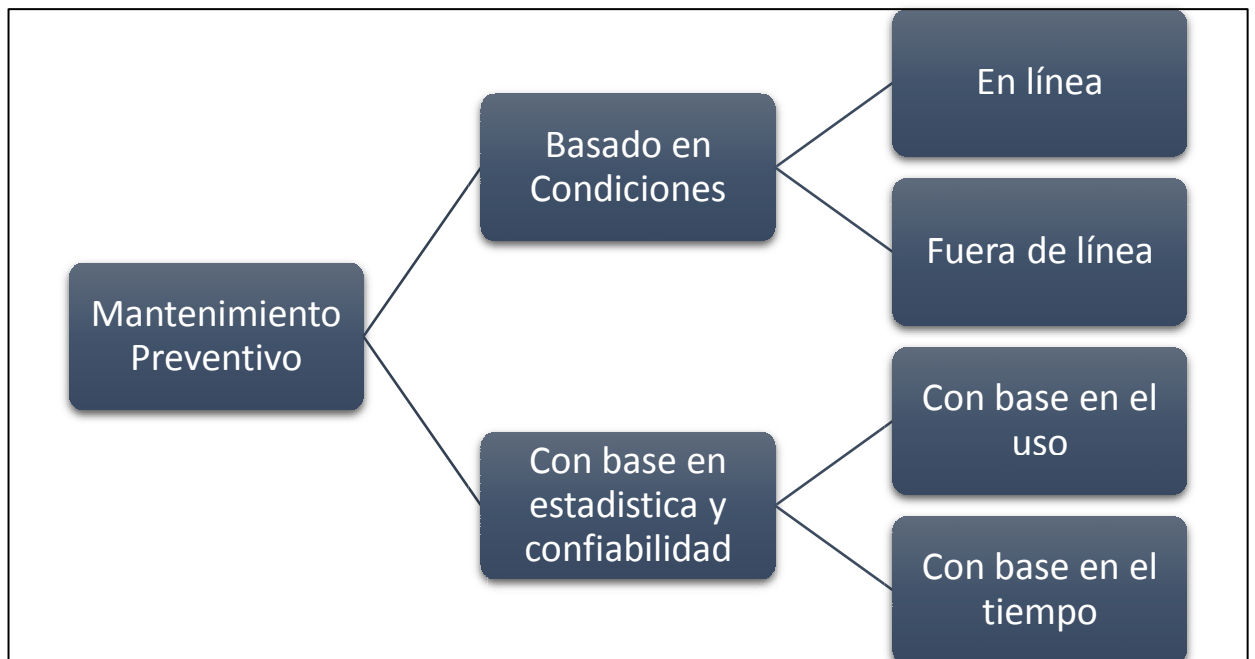 Mantenimiento
Preventivo
Basado en
Condiciones
En línea
Fuera de línea
Con base en
estadistica y
confiabilidad
Con base en el
uso
Con base en el
tiempo